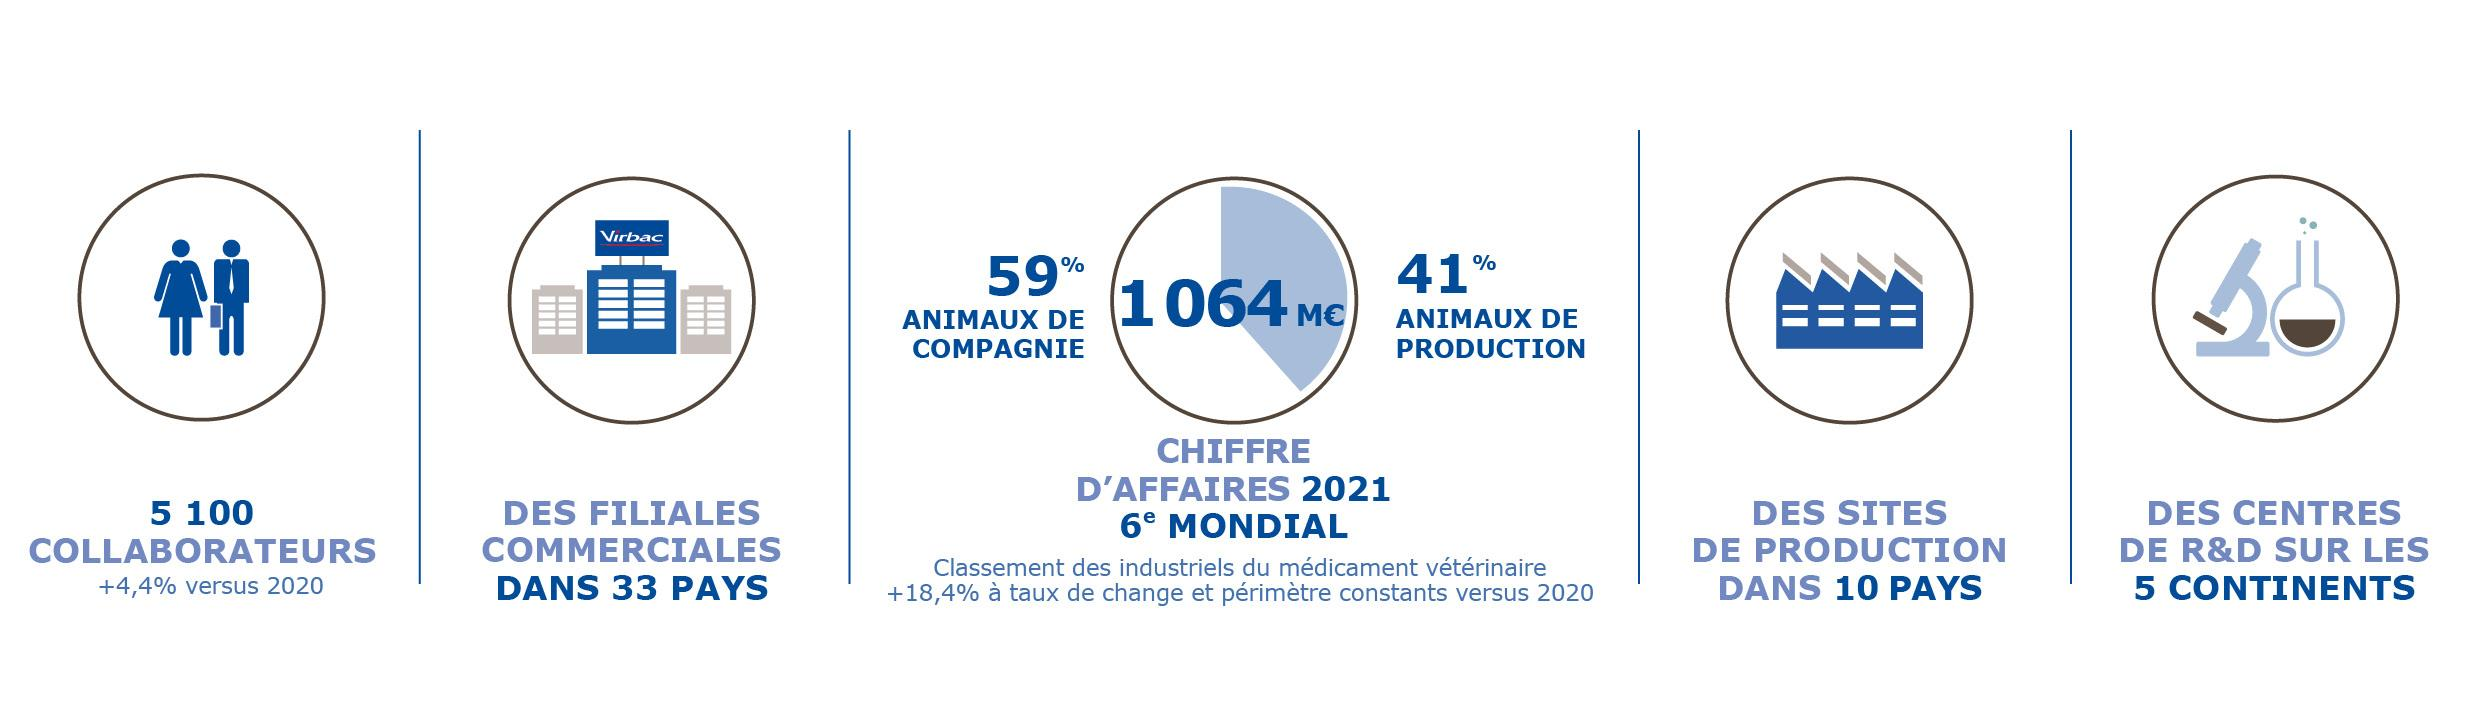 5 100
COLLABORATEURS
+4,4% versus 2020
Virbac
DES FILIALES
COMMERCIALES
DANS 33 PAYS
59%
ANIMAUX DE
COMPAGNIE
1 064 M€
41%
ANIMAUX DE
PRODUCTION
CHIFFRE
D’AFFAIRES 2021
6e MONDIAL
Classement des industriels du médicament vétérinaire
+18,4% à taux de change et périmètre constants versus 2020
DES SITES
DE PRODUCTION
DANS 10 PAYS
DES CENTRES
DE R&D SUR LES
5 CONTINENTS